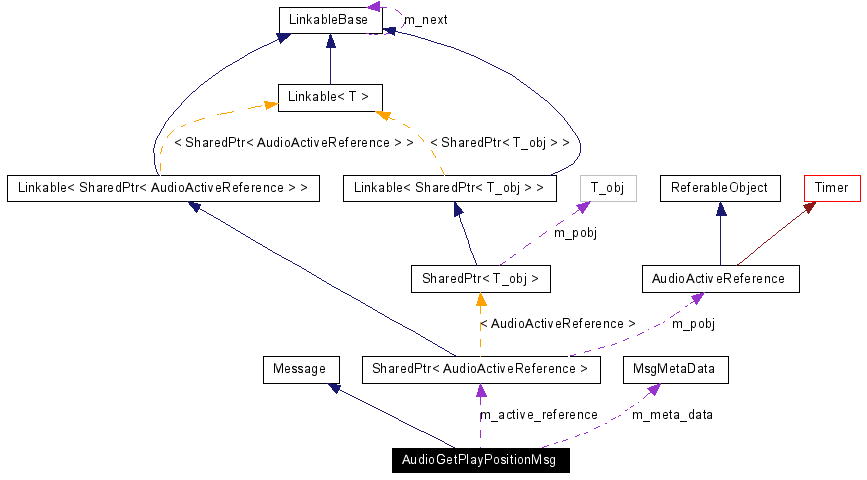 LinkableBase
m_next
Linkable< T >
< SharedPtr< AudioActiveReference > >
< SharedPtr< T_obj > >
Linkable< SharedPtr< AudioActiveReference > >
Linkable< SharedPtr< T_obj > >
T_obj
ReferableObject
Timer
m_pobj
SharedPtr< T_obj >
AudioActiveReference
< AudioActiveReference >
m_pobj
Message
SharedPtr< AudioActiveReference >
MsgMetaData
m_active_reference
m_meta_data
AudioGetPlayPositionMsg